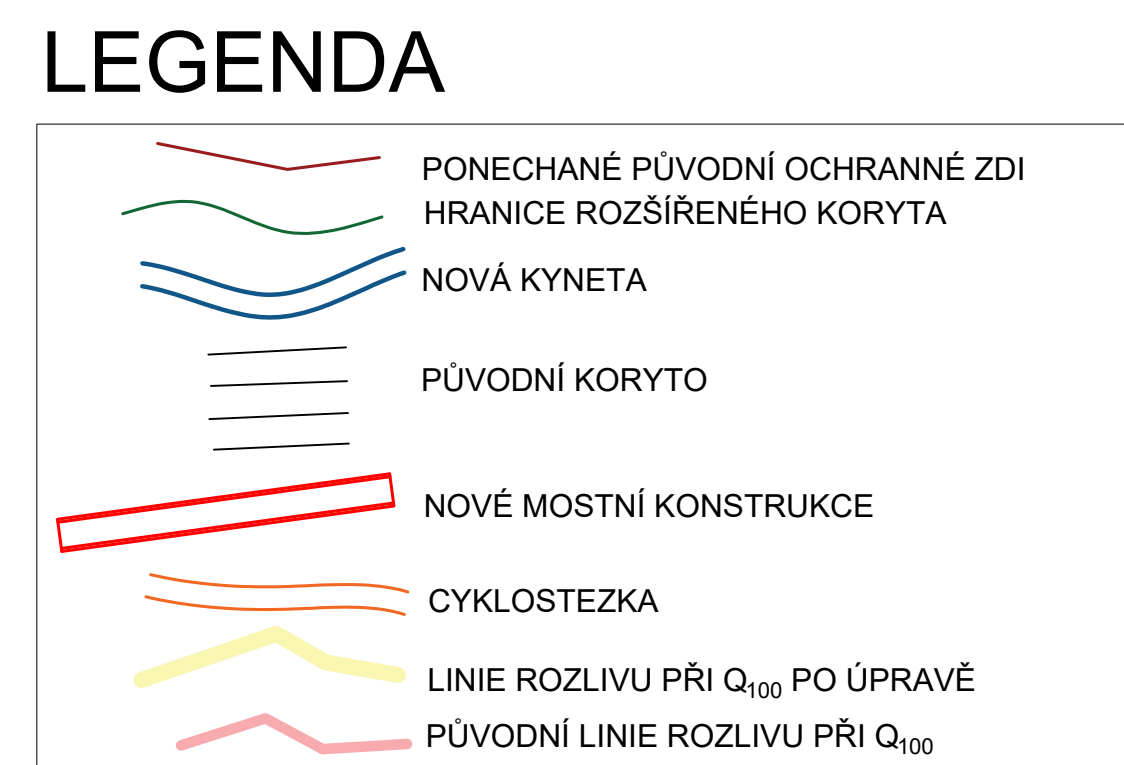 LEGENDA
PONECHANÉ PŮVODNÍ OCHRANNÉ ZDI
HRANICE ROZŠÍŘENÉHO KORYTA
NOVÁ KYNETA
PŮVODNÍ KORYTO
NOVÉ MOSTNÍ KONSTRUKCE
CYKLOSTEZKA
LINIE ROZLIVU PŘI Q₁₀₀ PO ÚPRAVĚ
PŮVODNÍ LINIE ROZLIVU PŘI Q₁₀₀